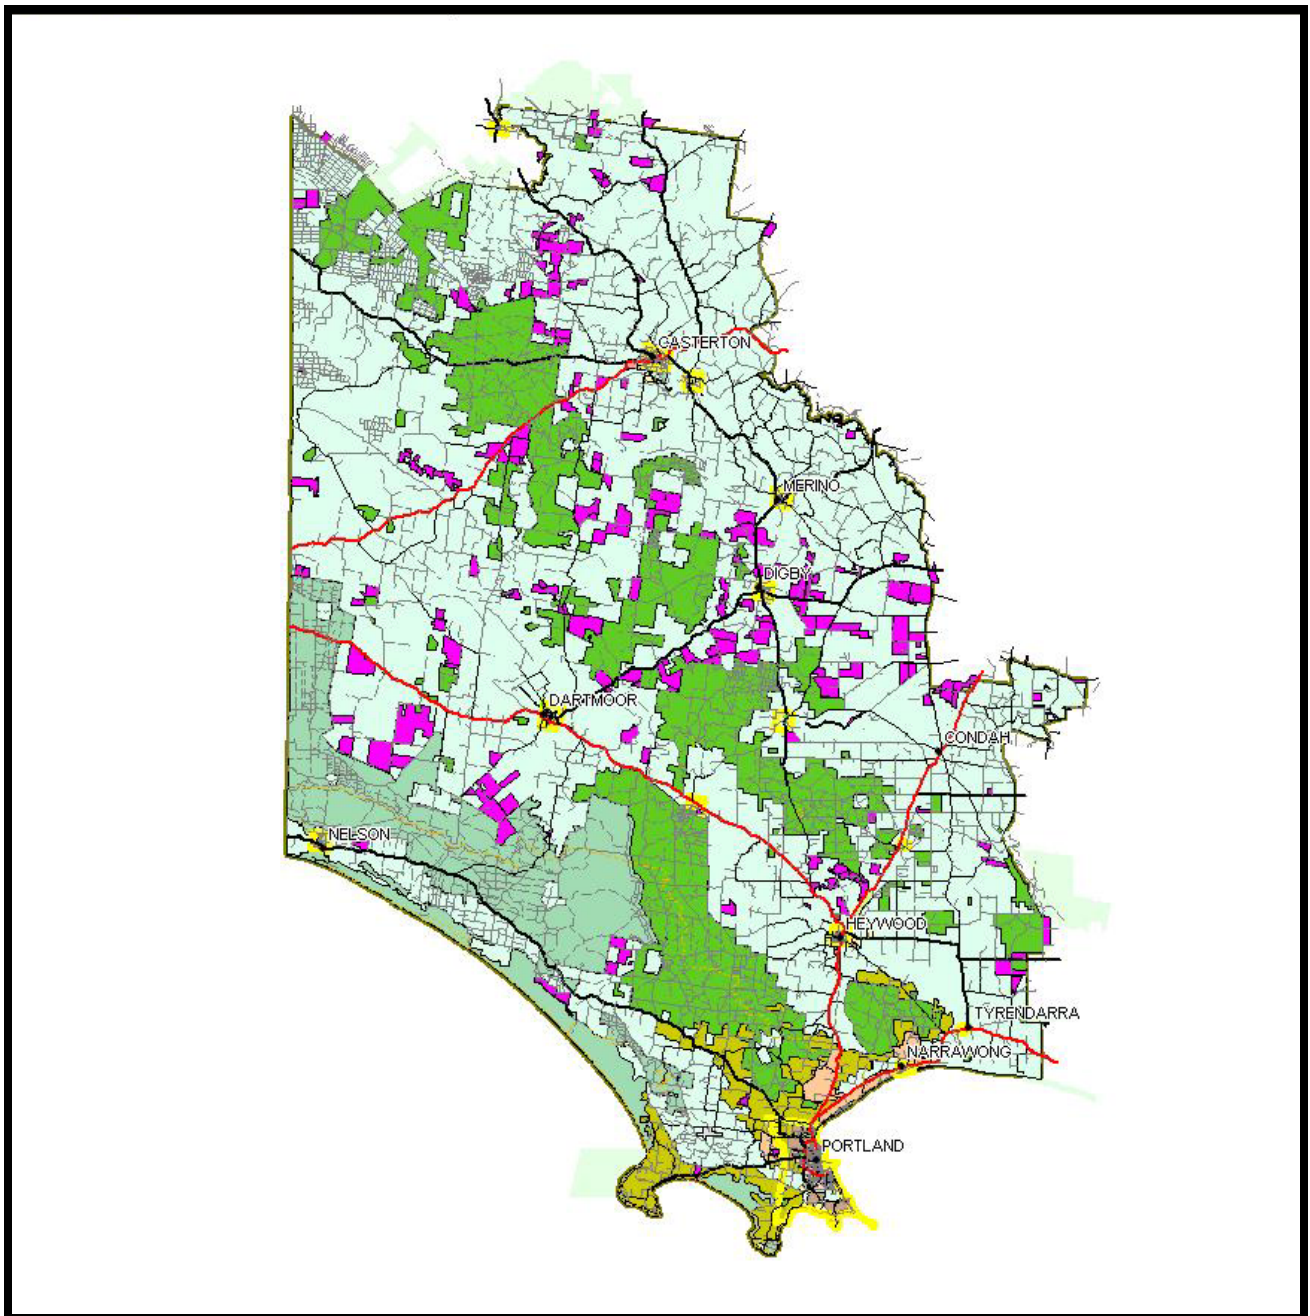 CASTERTON
MERINO
DIGBY
DARTMOOR
CONDAH
NELSON
HEYWOOD
TYRENDARRA
NARRAWONG
PORTLAND